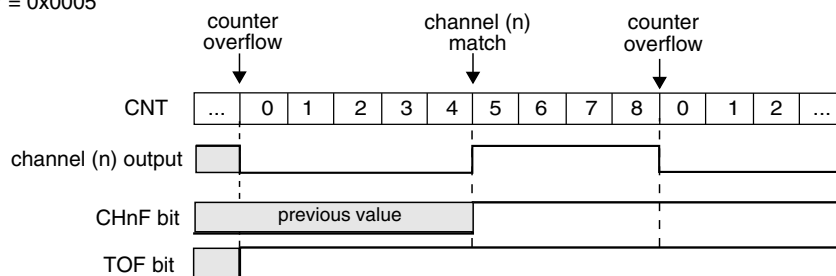 = 0x0005
counter overflow
channel (n) match
counter overflow
CNT ... 0 1 2 3 4 5 6 7 8 0 1 2 ...
channel (n) output
CHnF bit previous value
TOF bit